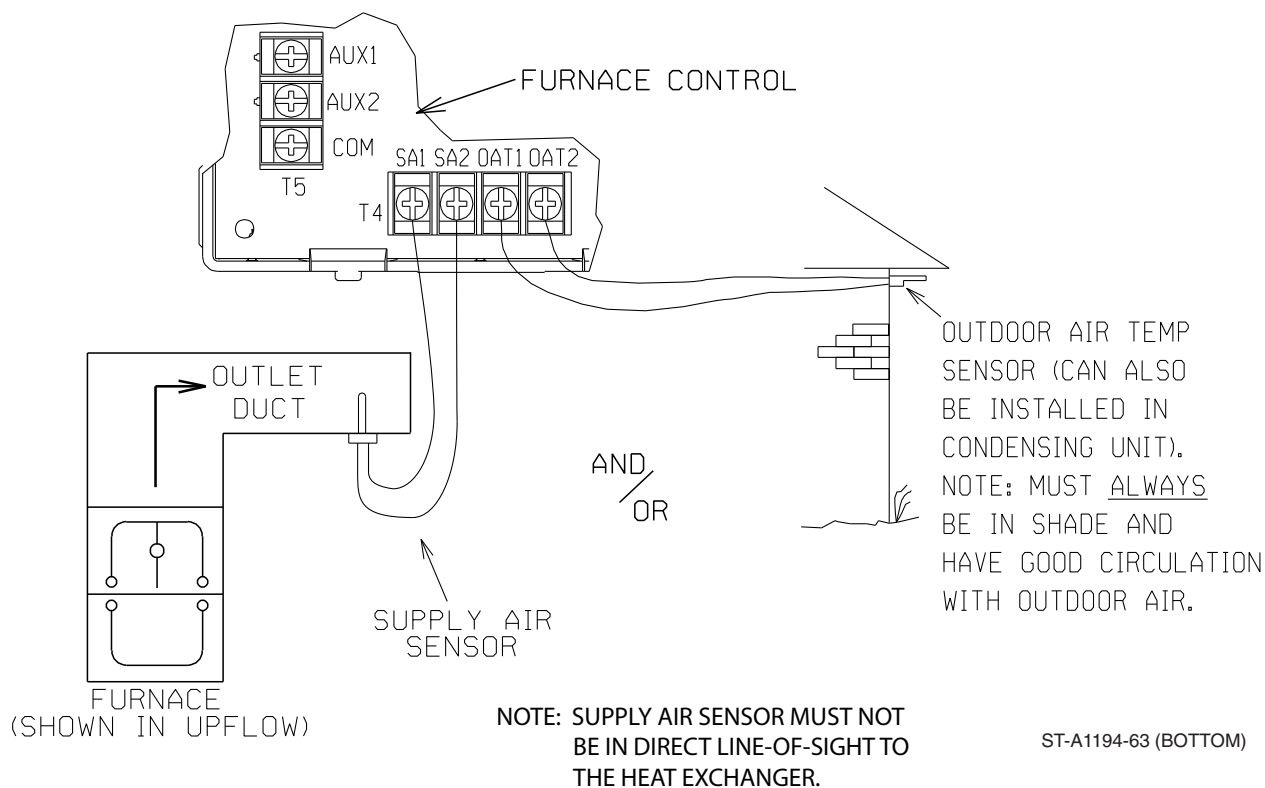 AUX1
AUX2
COM
T5
FURNACE CONTROL
SA1 SA2 OAT1 OAT2
T4
OUTLET
DUCT
AND/
OR
SUPPLY AIR
SENSOR
FURNACE
(SHOWN IN UPFLOW)
OUTDOOR AIR TEMP
SENSOR (CAN ALSO
BE INSTALLED IN
CONDENSING UNIT).
NOTE: MUST ALWAYS
BE IN SHADE AND
HAVE GOOD CIRCULATION
WITH OUTDOOR AIR.
NOTE: SUPPLY AIR SENSOR MUST NOT
BE IN DIRECT LINE-OF-SIGHT TO
THE HEAT EXCHANGER.
ST-A1194-63 (BOTTOM)